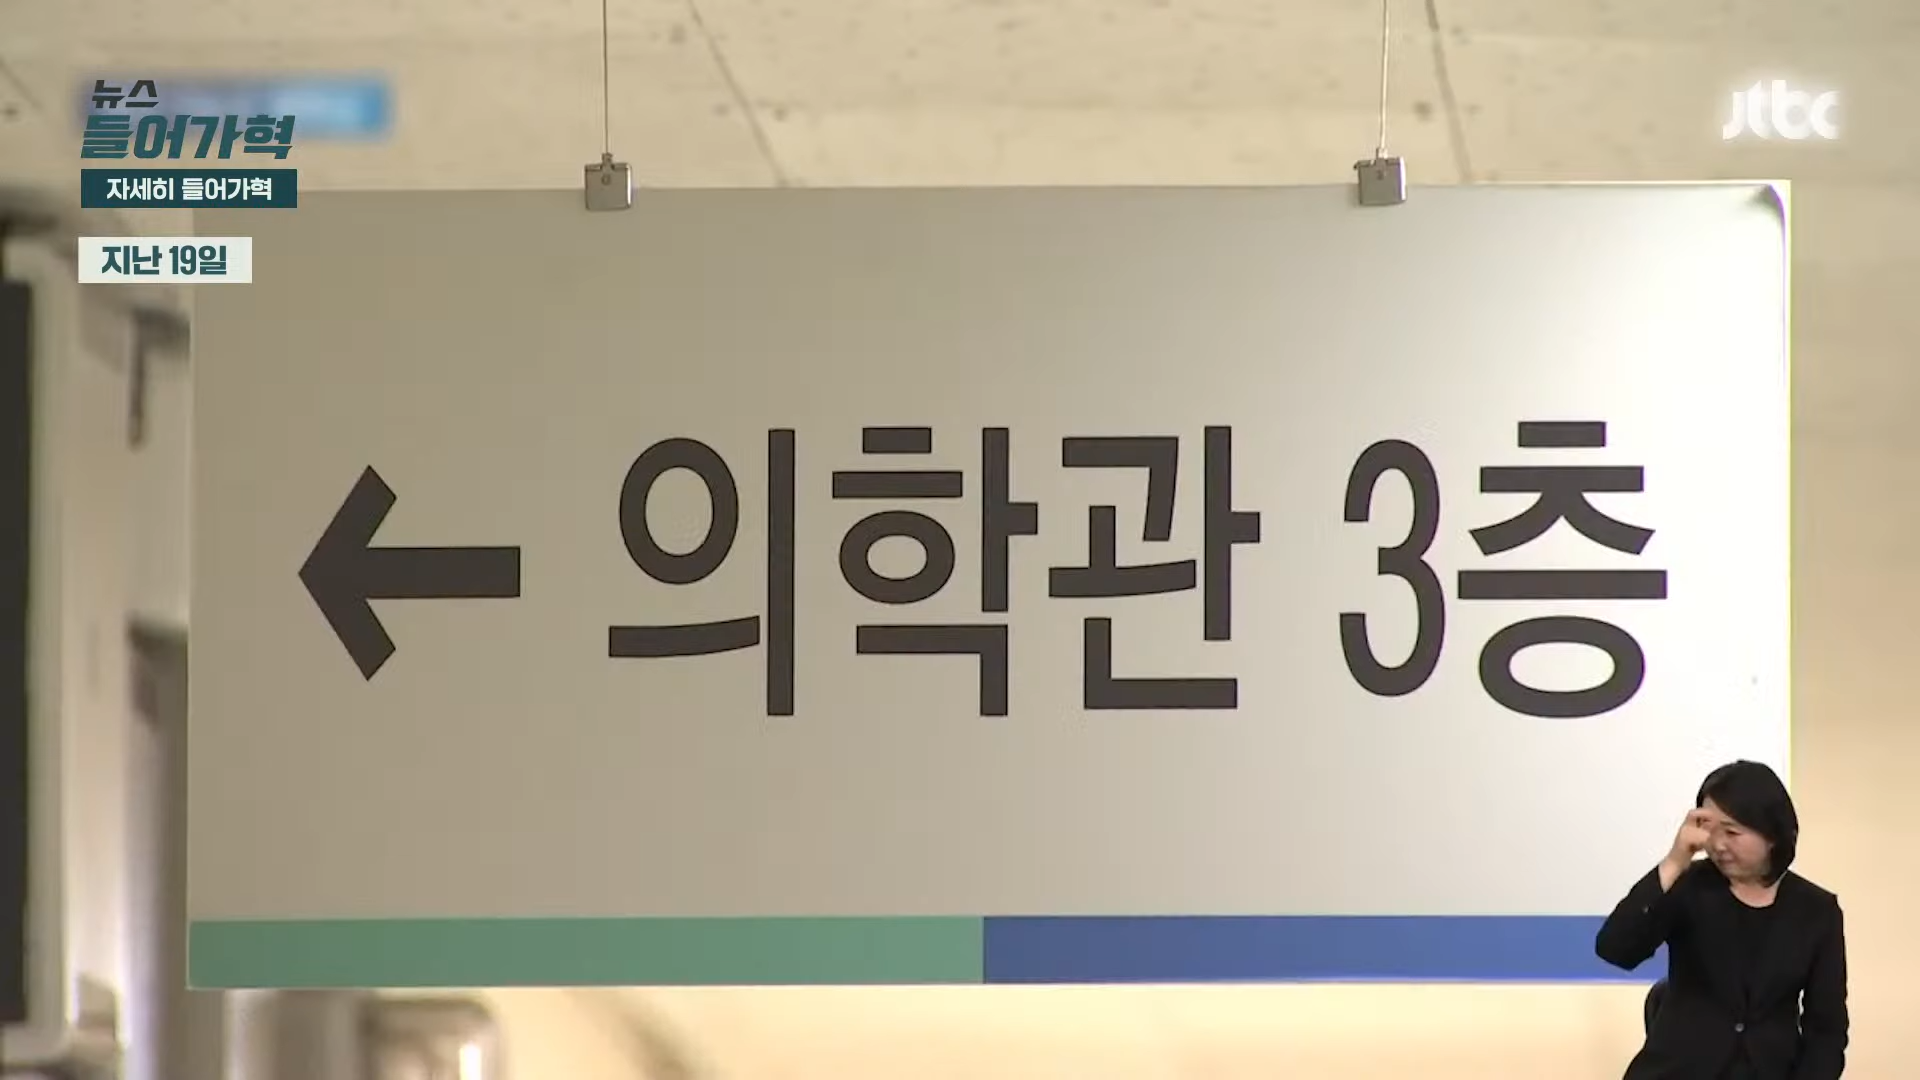 뉴스
들어가혁
자세히 들어가혁
지난 19일
jtbc
← 의학관 3층